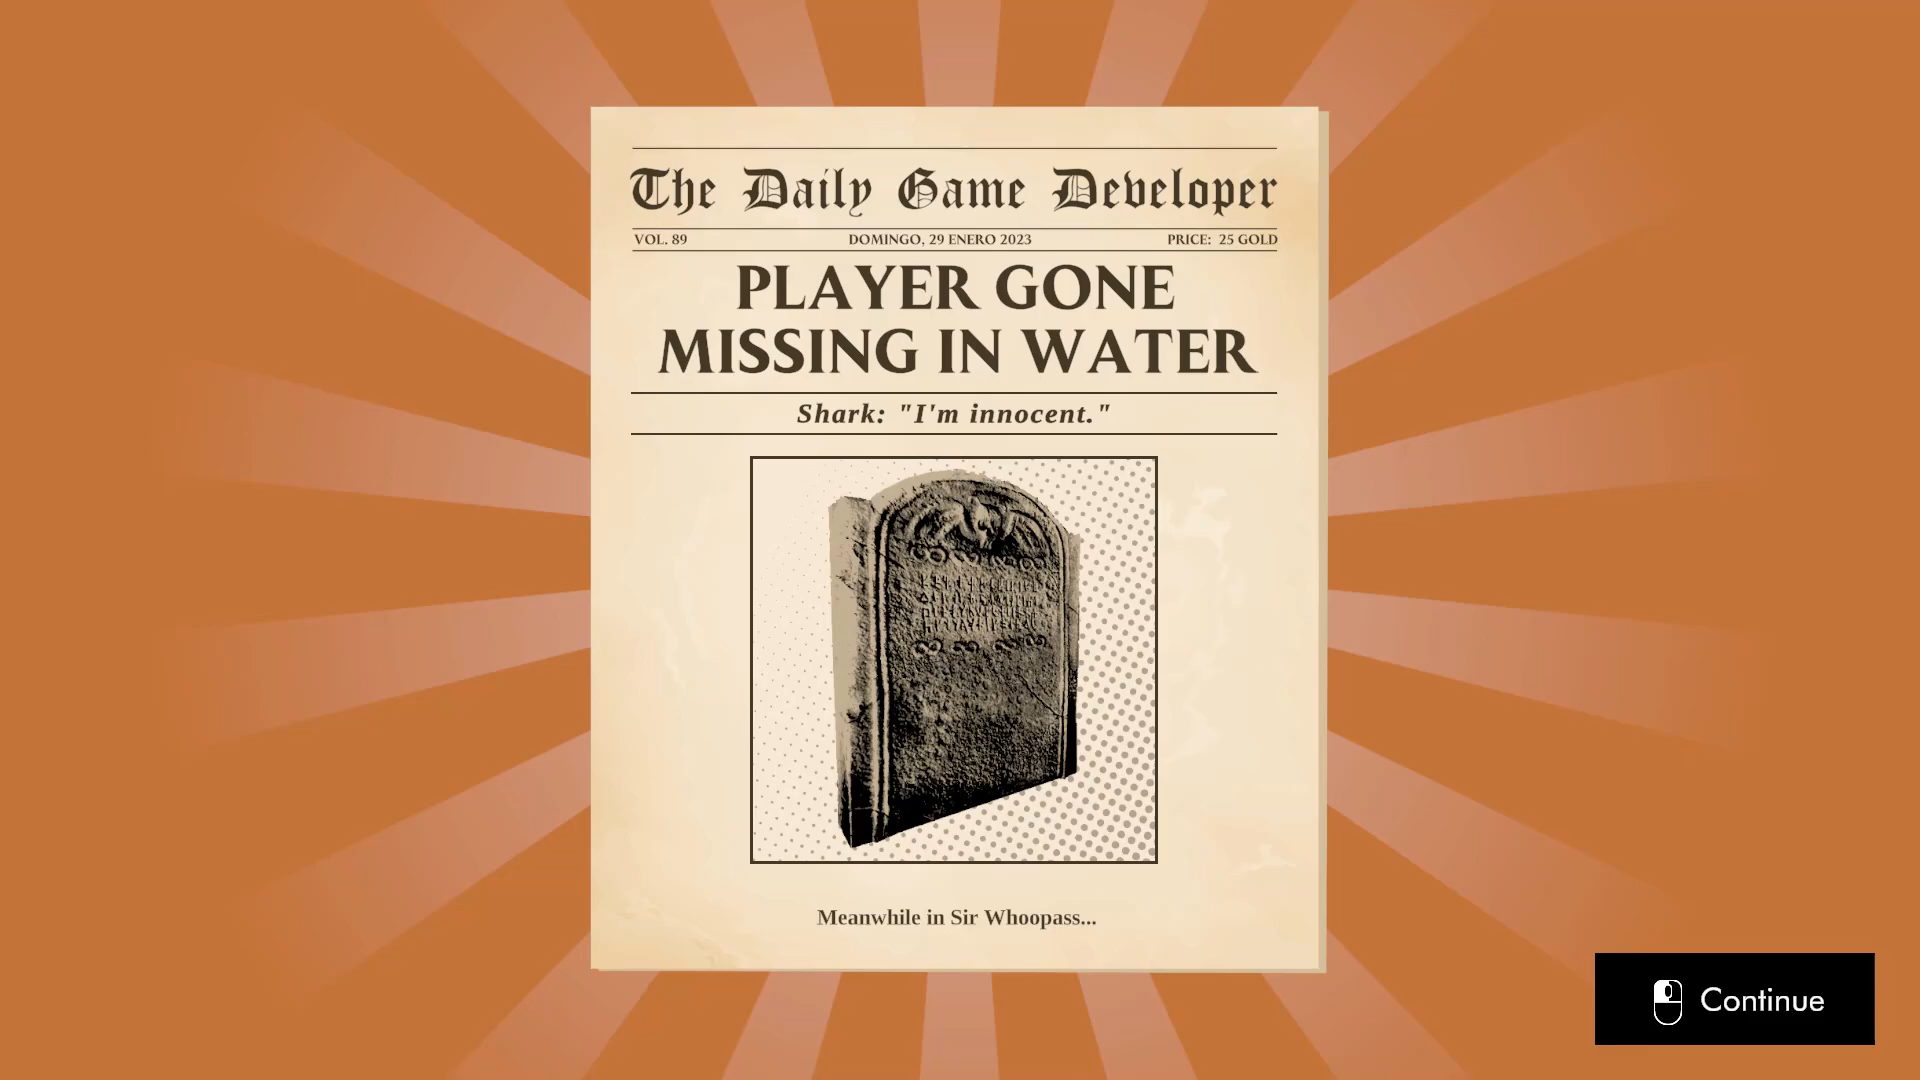 The Daily Game Developer
VOL. 89 DOMINGO, 29 ENERO 2023 PRICE: 25 GOLD
PLAYER GONE
MISSING IN WATER
Shark: "I'm innocent."
Meanwhile in Sir Whoopass...
Continue